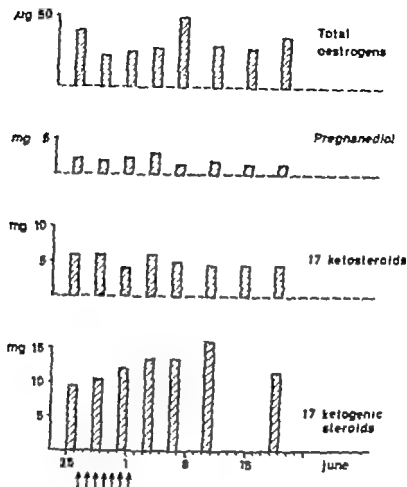 µg 50
Total
oestrogens
mg 5
Pregnanediol
mg 10
5
17 ketosteroids
mg 15
10
5
17 ketogenic
steroids
25 1 8 15 june